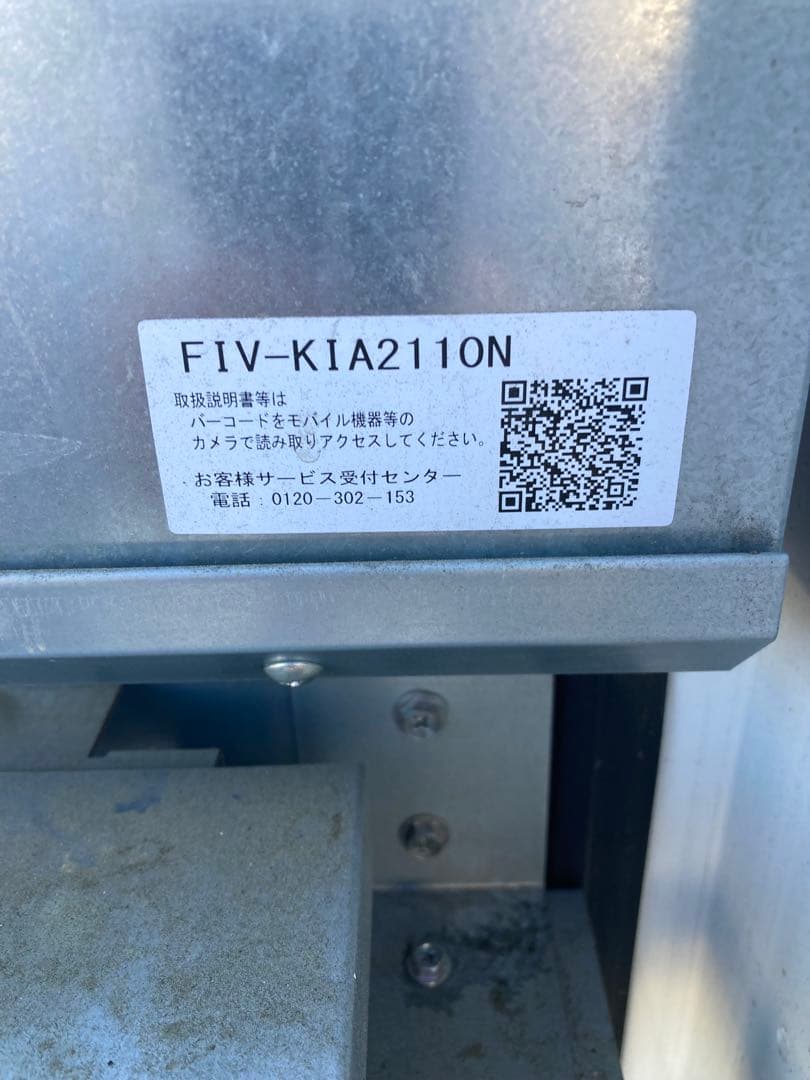 FIV-KIA2110N
取扱説明書等は
バーコードをモバイル機器等の
カメラで読み取りアクセスしてください。
お客様サービス受付センター
電話：0120－302－153